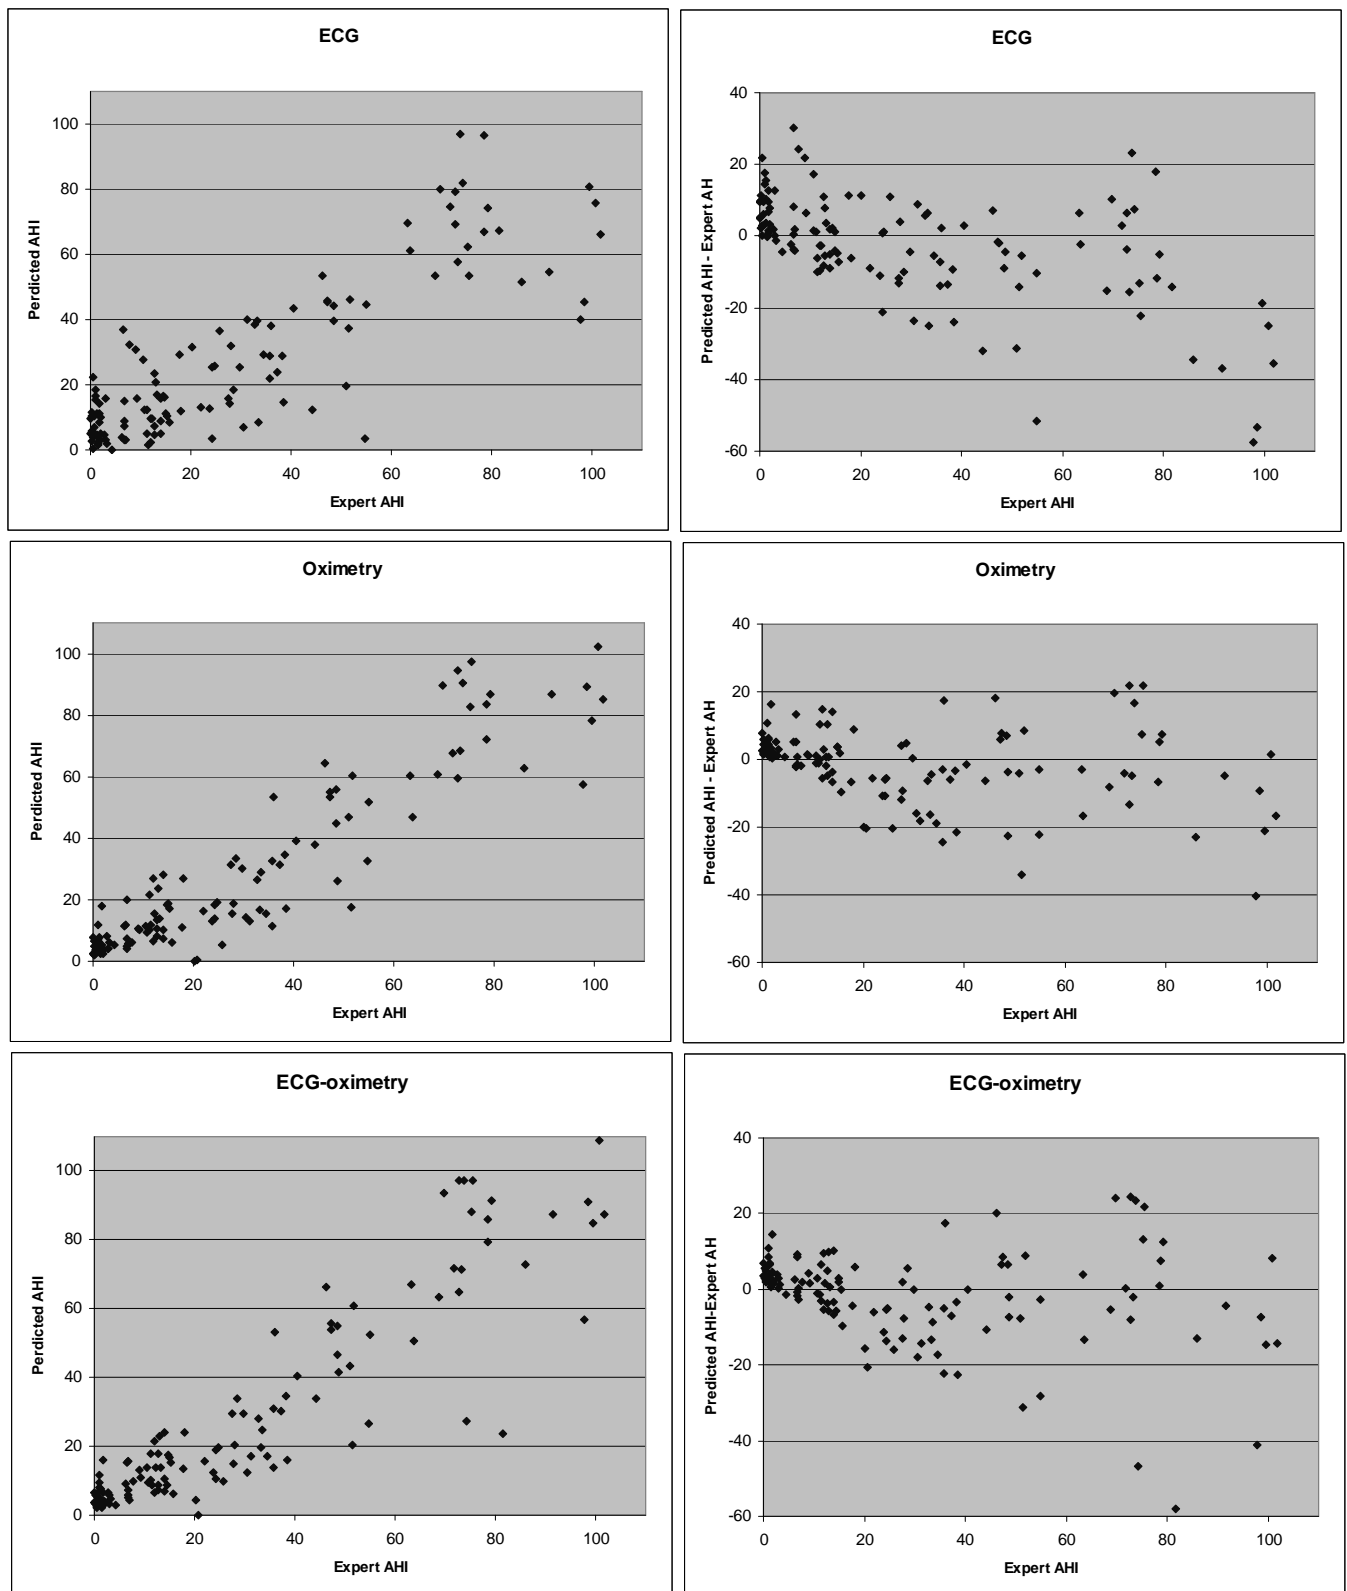 ECG
100
80
60
40
20
0
0 20 40 60 80 100
Perdicted AHI
Expert AHI
ECG
40
20
0
-20
-40
-60
0 20 40 60 80 100
Predicted AHI - Expert AH
Expert AHI
Oximetry
100
80
60
40
20
0
0 20 40 60 80 100
Perdicted AHI
Expert AHI
Oximetry
40
20
0
-20
-40
-60
0 20 40 60 80 100
Predicted AHI - Expert AH
Expert AHI
ECG-oximetry
100
80
60
40
20
0
0 20 40 60 80 100
Perdicted AHI
Expert AHI
ECG-oximetry
40
20
0
-20
-40
-60
0 20 40 60 80 100
Predicted AHI-Expert AH
Expert AHI